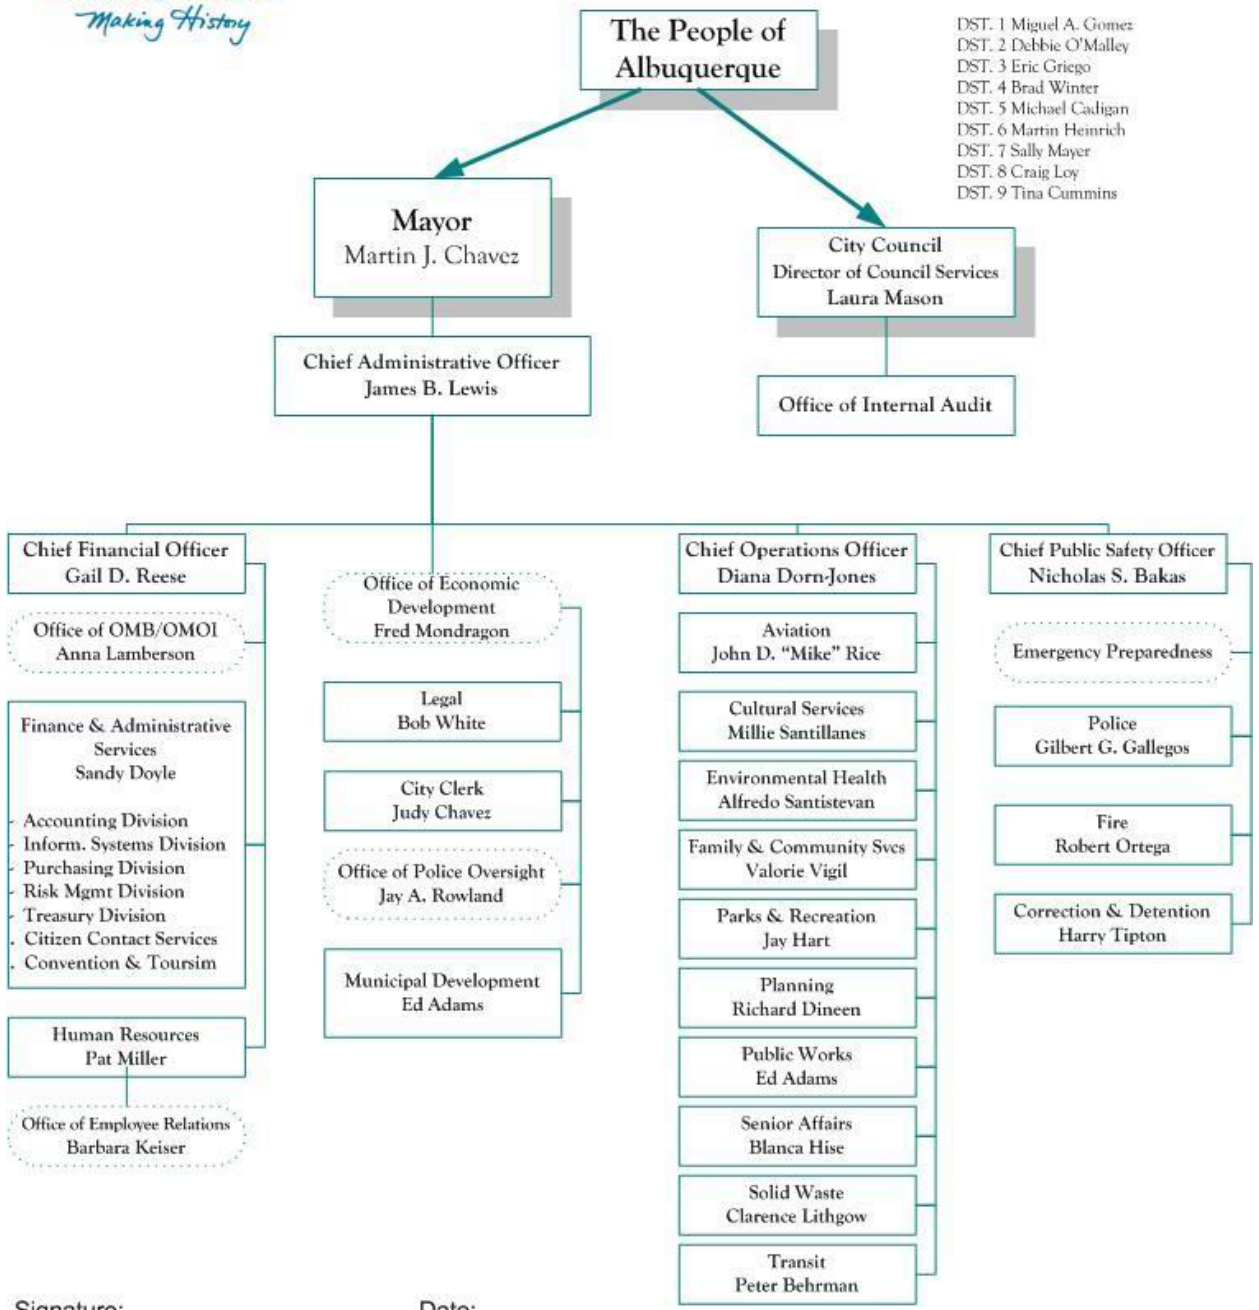 Making History
The People of
Albuquerque
DST. 1 Miguel A. Gomez
DST. 2 Debbie O'Malley
DST. 3 Eric Griego
DST. 4 Brad Winter
DST. 5 Michael Cadigan
DST. 6 Martin Heinrich
DST. 7 Sally Mayer
DST. 8 Craig Loy
DST. 9 Tina Cummins
Mayor
Martin J. Chavez
City Council
Director of Council Services
Laura Mason
Chief Administrative Officer
James B. Lewis
Office of Internal Audit
Chief Financial Officer
Gail D. Reese
Office of OMB/OMOI
Anna Lamberson
Finance & Administrative
Services
Sandy Doyle
- Accounting Division
- Inform. Systems Division
- Purchasing Division
- Risk Mgmt Division
- Treasury Division
. Citizen Contact Services
. Convention & Toursim
Human Resources
Pat Miller
Office of Employee Relations
Barbara Keiser
Office of Economic
Development
Fred Mondragon
Legal
Bob White
City Clerk
Judy Chavez
Office of Police Oversight
Jay A. Rowland
Municipal Development
Ed Adams
Chief Operations Officer
Diana Dorn-Jones
Aviation
John D. “Mike” Rice
Cultural Services
Millie Santillanes
Environmental Health
Alfredo Santistevan
Family & Community Svcs
Valorie Vigil
Parks & Recreation
Jay Hart
Planning
Richard Dineen
Public Works
Ed Adams
Senior Affairs
Blanca Hise
Solid Waste
Clarence Lithgow
Transit
Peter Behrman
Chief Public Safety Officer
Nicholas S. Bakas
Emergency Preparedness
Police
Gilbert G. Gallegos
Fire
Robert Ortega
Correction & Detention
Harry Tipton
Signature:
Date: